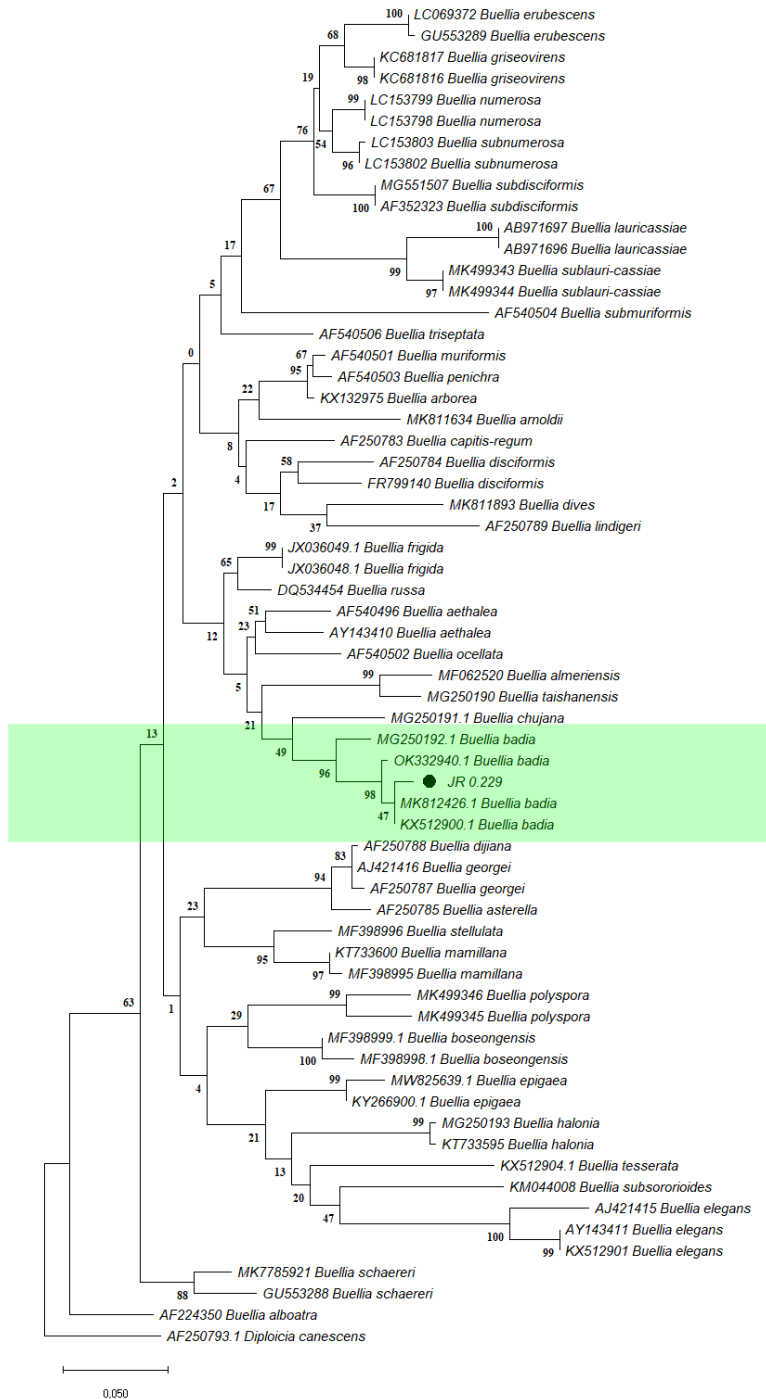 100 LC069372 Buellia erubescens
68 GU553289 Buellia erubescens
KC681817 Buellia griseovirens
19 98 KC681816 Buellia griseovirens
99 LC153799 Buellia numerosa
LC153798 Buellia numerosa
76 54 LC153803 Buellia subnumerosa
96 LC153802 Buellia subnumerosa
67 MG551507 Buellia subdisciformis
100 AF352323 Buellia subdisciformis
100 AB971697 Buellia lauricassiae
17 AB971696 Buellia lauricassiae
99 MK499343 Buellia sublauri-cassiae
5 97 MK499344 Buellia sublauri-cassiae
AF540504 Buellia submuriformis
AF540506 Buellia triseptata
0 67 AF540501 Buellia muriformis
95 AF540503 Buellia penichra
22 KX132975 Buellia arborea
MK811634 Buellia arnoldii
8 AF250783 Buellia capitis-regum
4 58 AF250784 Buellia disciformis
2 FR799140 Buellia disciformis
17 MK811893 Buellia dives
37 AF250789 Buellia lindigeri
99 JX036049.1 Buellia frigida
65 JX036048.1 Buellia frigida
DQ534454 Buellia russa
51 AF540496 Buellia aethalea
12 23 AY143410 Buellia aethalea
AF540502 Buellia ocellata
5 99 MF062520 Buellia almeriensis
MG250190 Buellia taishanensis
21 MG250191.1 Buellia chujana
13 49 MG250192.1 Buellia badia
96 OK332940.1 Buellia badia
JR 0.229
98 MK812426.1 Buellia badia
47 KX512900.1 Buellia badia
83 AF250788 Buellia dijiana
AJ421416 Buellia georgei
94 AF250787 Buellia georgei
23 AF250785 Buellia asterella
MF398996 Buellia stellulata
95 KT733600 Buellia mamillana
97 MF398995 Buellia mamillana
63 99 MK499346 Buellia polyspora
1 29 MK499345 Buellia polyspora
MF398999.1 Buellia boseongensis
100 MF398998.1 Buellia boseongensis
4 99 MW825639.1 Buellia epigaea
KY266900.1 Buellia epigaea
21 99 MG250193 Buellia halonia
KT733595 Buellia halonia
13 KX512904.1 Buellia tesserata
20 KM044008 Buellia subsororioides
47 AJ421415 Buellia elegans
100 AY143411 Buellia elegans
99 KX512901 Buellia elegans
MK7785921 Buellia schaereri
88 GU553288 Buellia schaereri
AF224350 Buellia alboatra
AF250793.1 Diploicia canescens
0,050